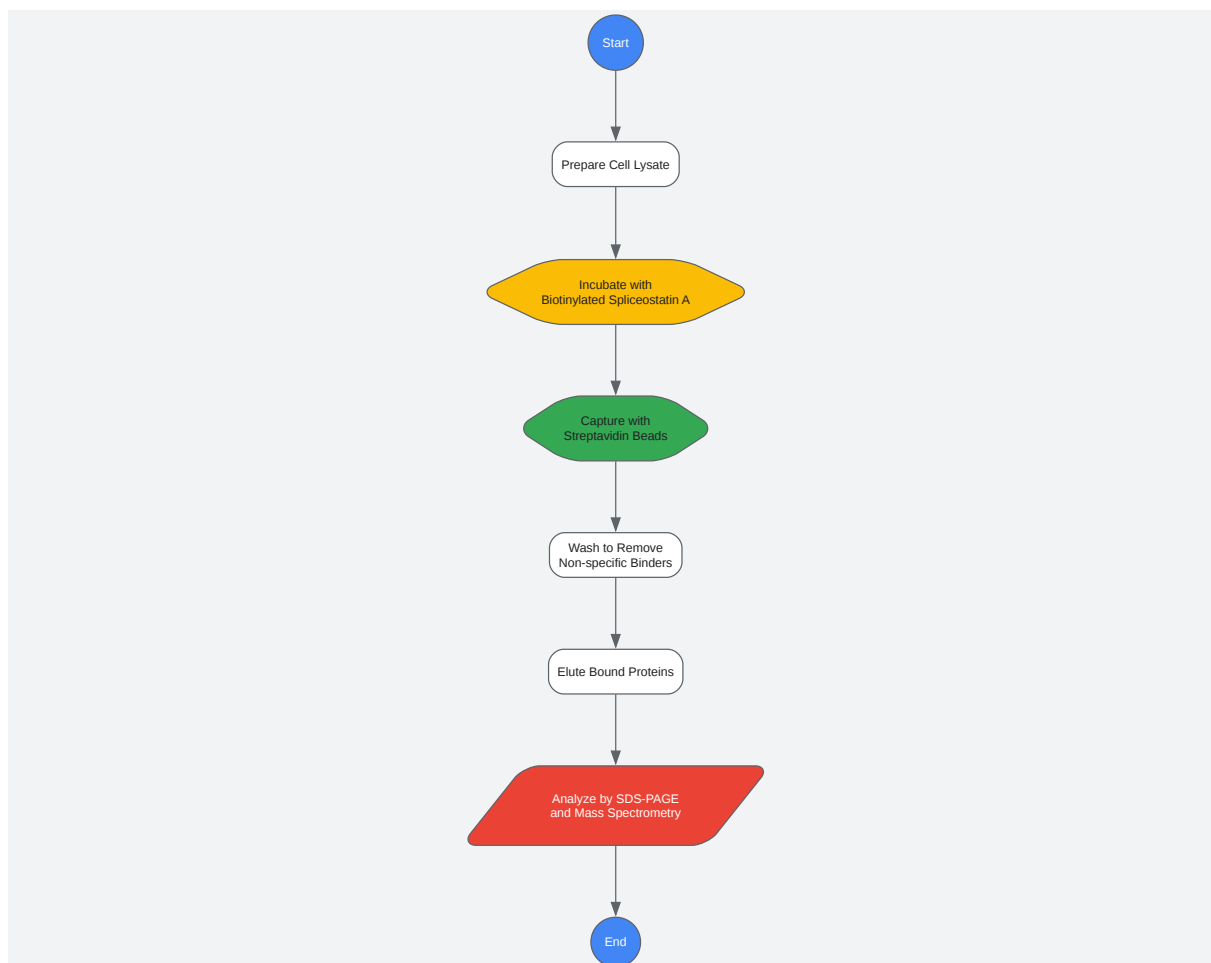 Start
Prepare Cell Lysate
Incubate with
Biotinylated Spliceostatin A
Capture with
Streptavidin Beads
Wash to Remove
Non-specific Binders
Elute Bound Proteins
Analyze by SDS-PAGE
and Mass Spectrometry
End